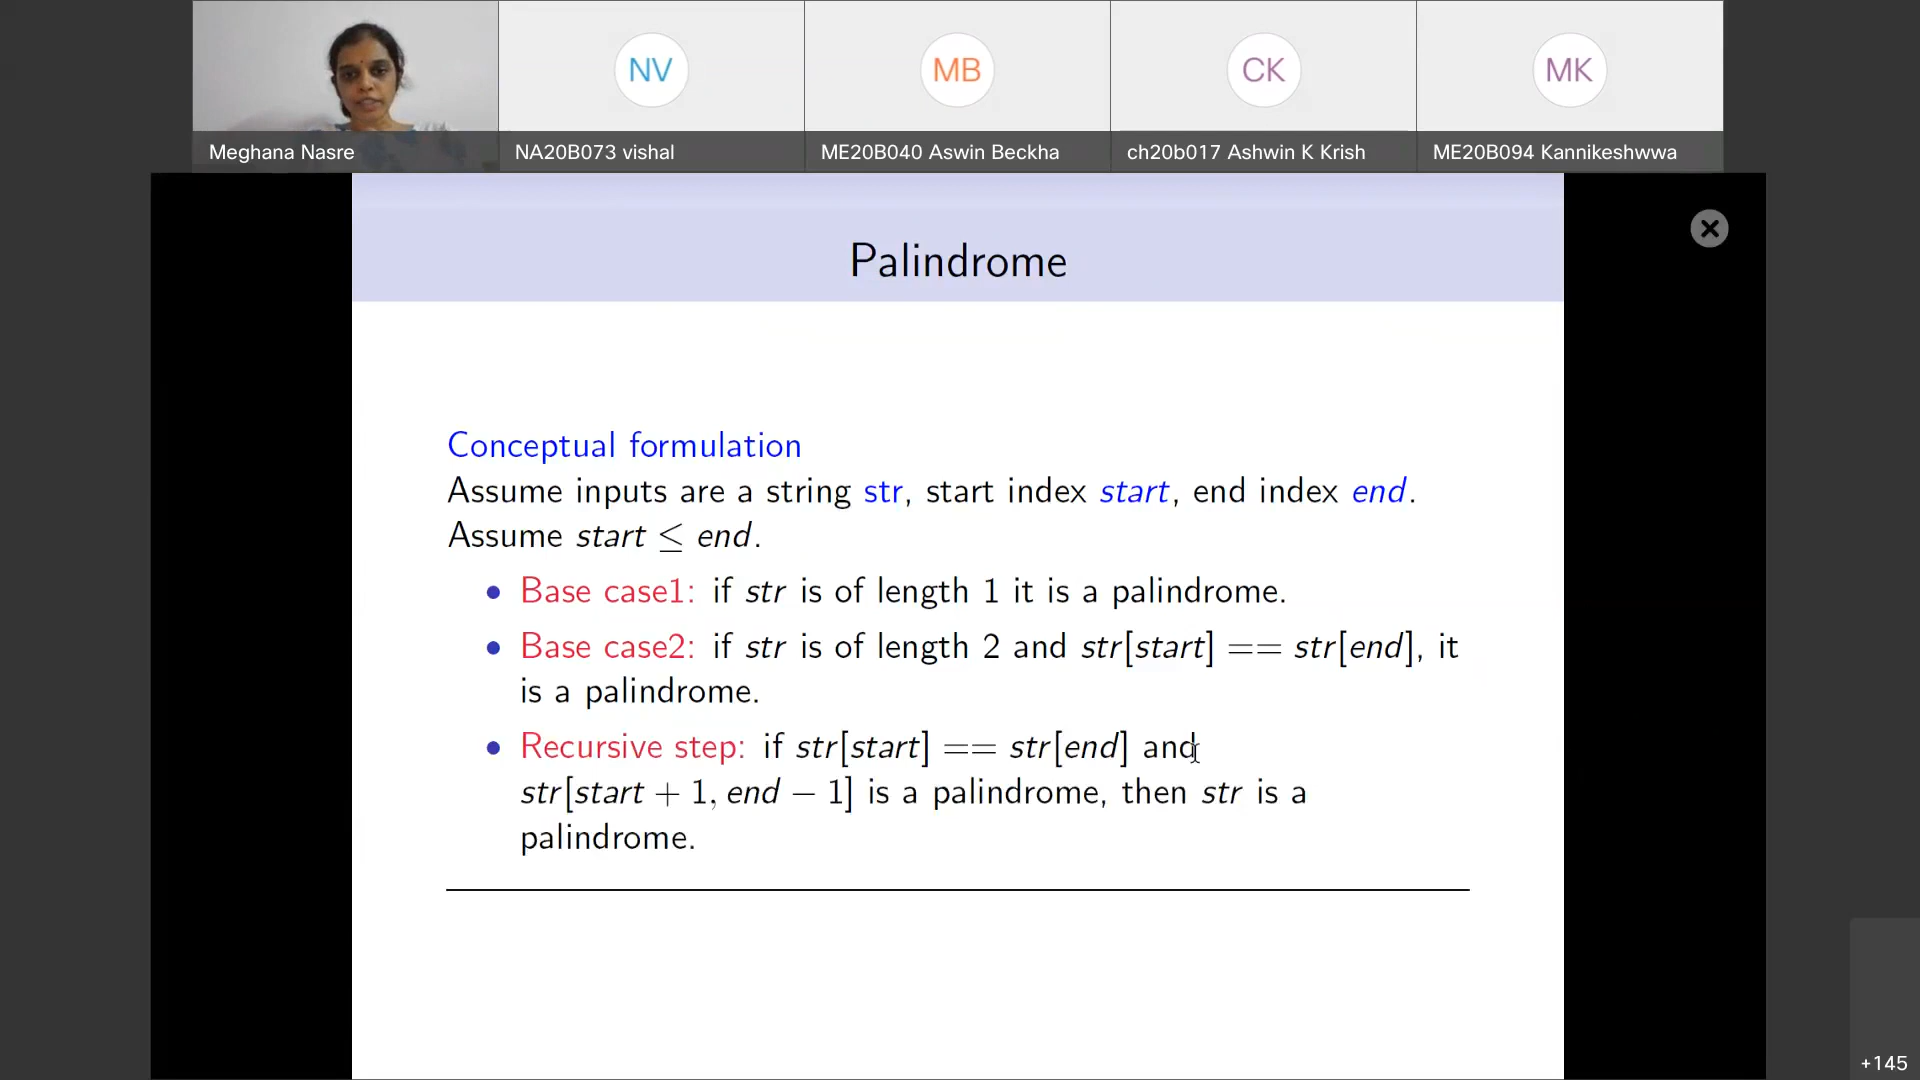 NV
MB
CK
MK
Meghana Nasre
NA20B073 vishal
ME20B040 Aswin Beckha
ch20b017 Ashwin K Krish
ME20B094 Kannikeshwwa
Palindrome
Conceptual formulation
Assume inputs are a string str, start index start, end index end.
Assume start ≤ end.
• Base case1: if str is of length 1 it is a palindrome.
• Base case2: if str is of length 2 and str[start] == str[end], it
is a palindrome.
• Recursive step: if str[start] == str[end] and
str[start + 1, end − 1] is a palindrome, then str is a
palindrome.
+145